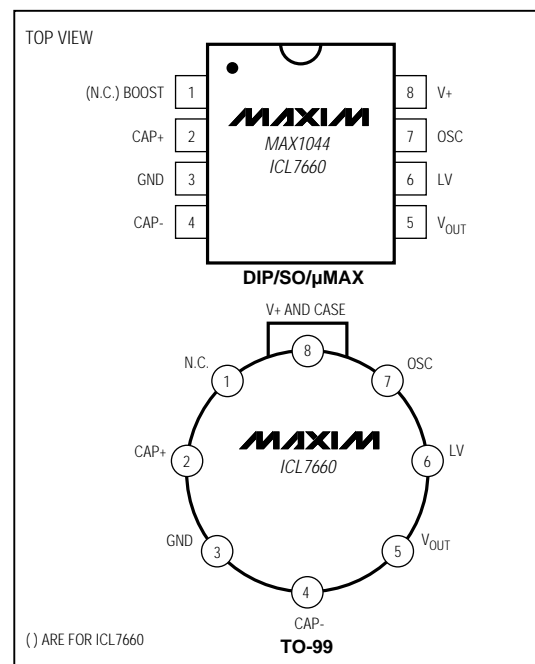 TOP VIEW
(N.C.) BOOST 1
CAP+ 2
GND 3
CAP- 4
MAXIM
MAX1044
ICL7660
8 V+
7 OSC
6 LV
5 VOUT
DIP/SO/µMAX
V+ AND CASE
8
N.C. 1
7 OSC
CAP+ 2
MAXIM
ICL7660
6 LV
GND 3
5 VOUT
4
CAP-
TO-99
( ) ARE FOR ICL7660